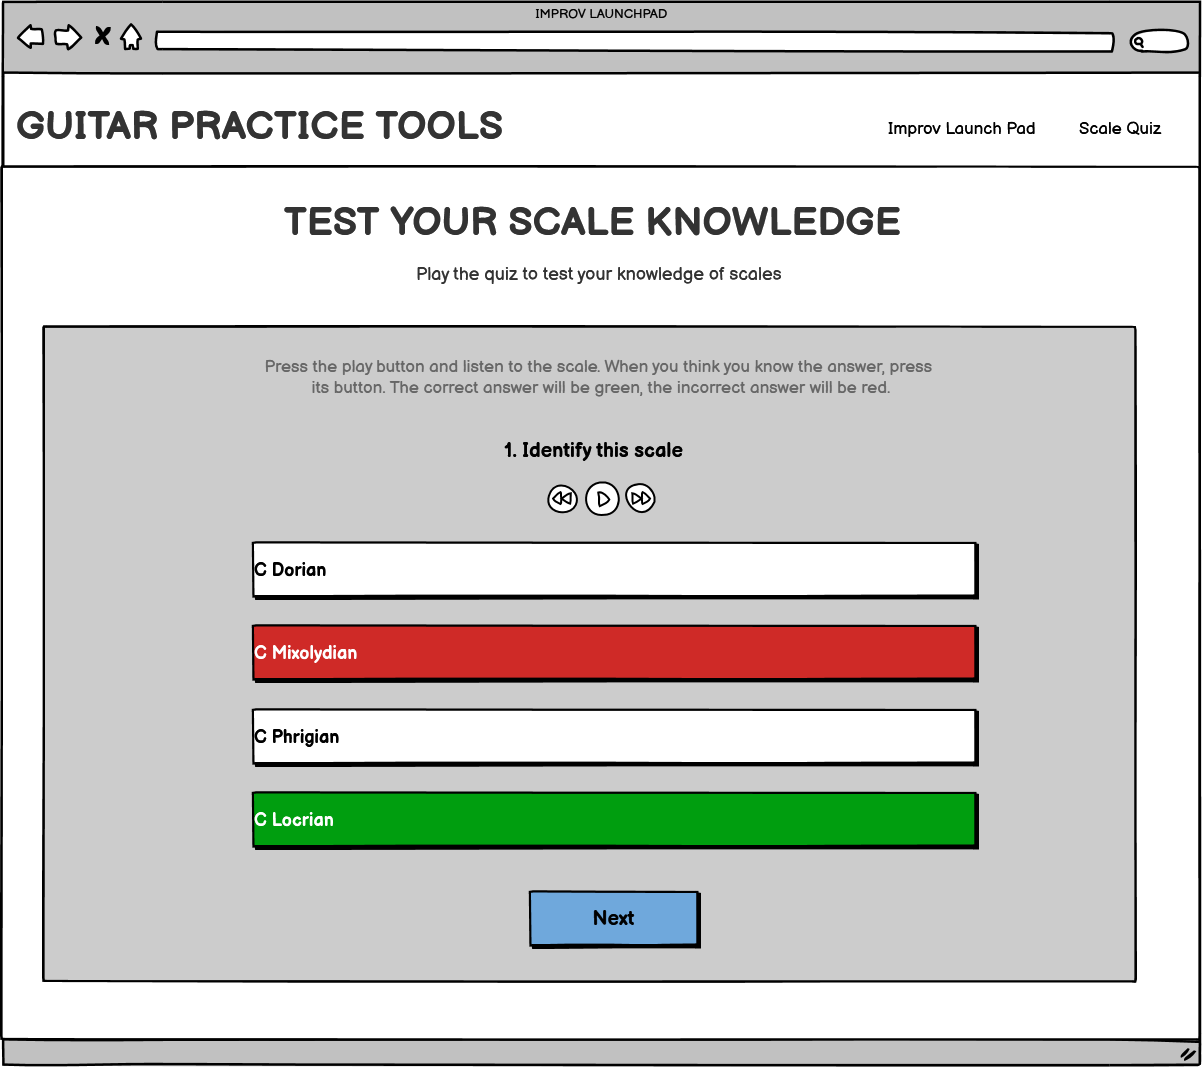 IMPROV LAUNCHPAD
GUITAR PRACTICE TOOLS
Improv Launch Pad
Scale Quiz
TEST YOUR SCALE KNOWLEDGE
Play the quiz to test your knowledge of scales
Press the play button and listen to the scale. When you think you know the answer, press
its button. The correct answer will be green, the incorrect answer will be red.
1. Identify this scale
C Dorian
C Mixolydian
C Phrigian
C Locrian
Next